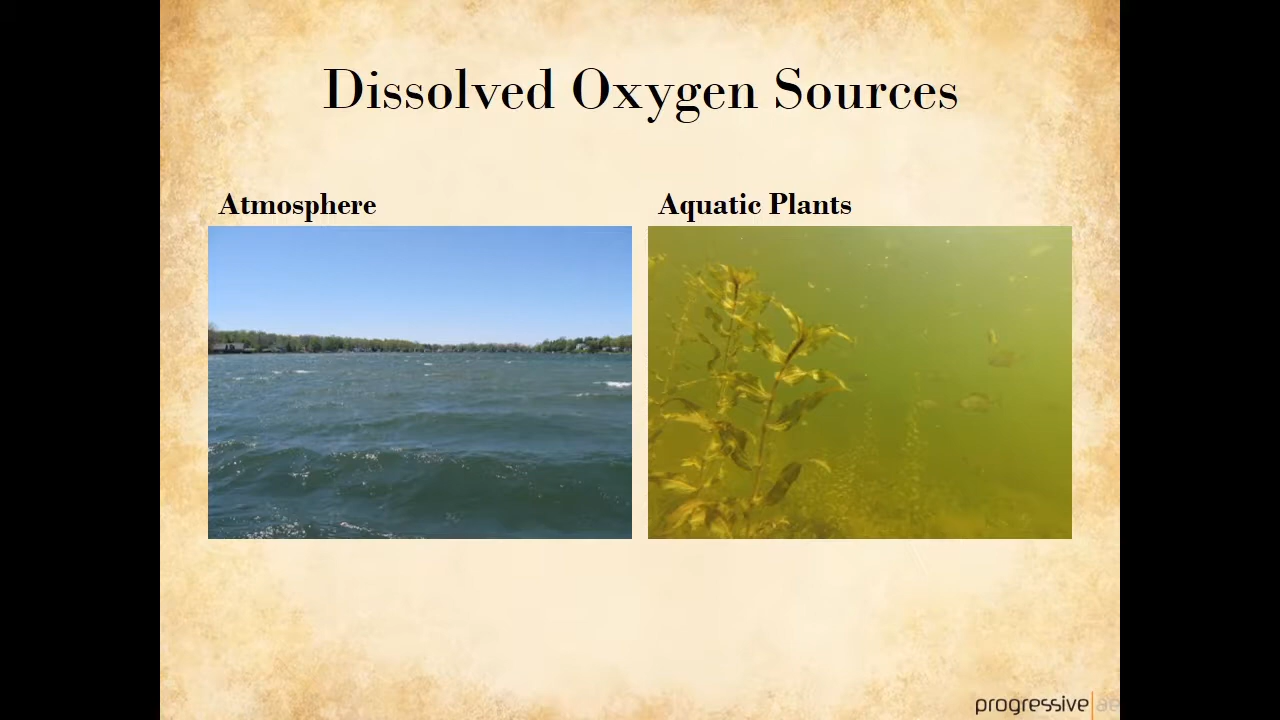 Dissolved Oxygen Sources
Atmosphere
Aquatic Plants
progressive ae